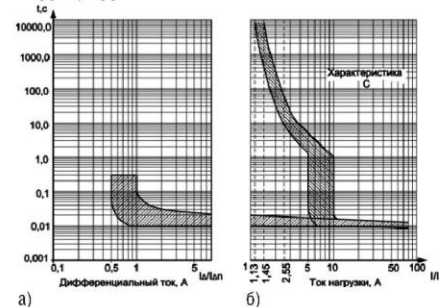 t,c
10000,0
1000,0
100,0
10,0
1,0
0,1
0,01
0,001
0,1 0,5 1 5
Дифференциальный ток, А IΔ/IΔn
а)
Характеристика
C
1 1,13 1,45 2,55 5 10 50 100
Ток нагрузки, А
б)